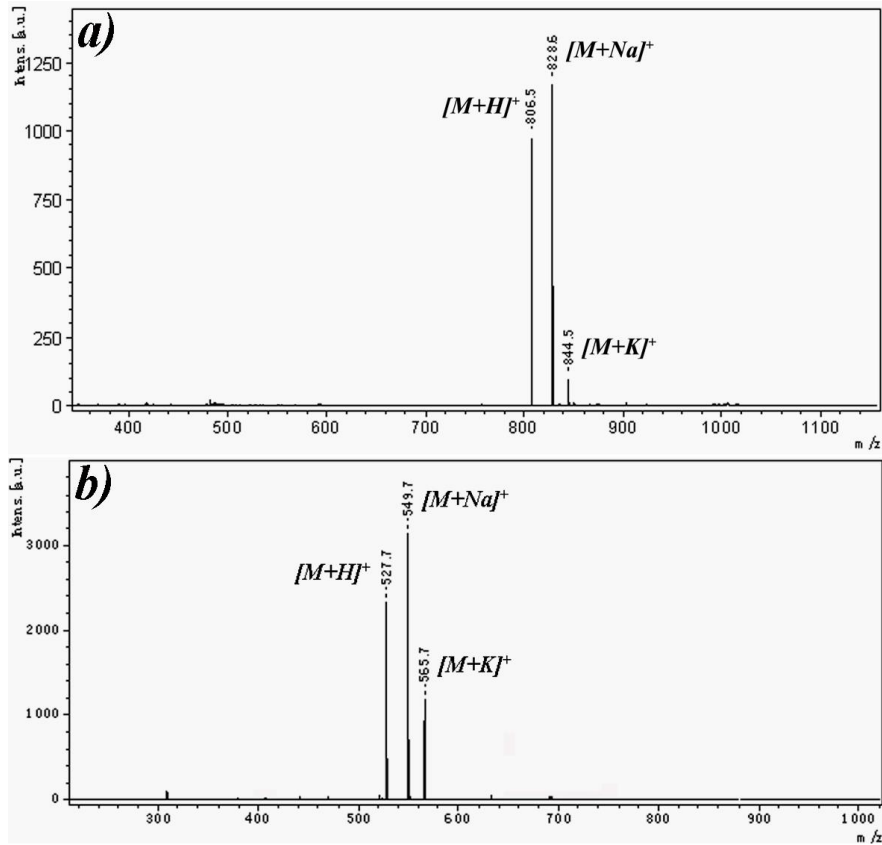 a)
Intens. [a.u.]
1250
1000
750
500
250
0
[M+H]+
806.5
828.6
[M+Na]+
844.5
[M+K]+
400 500 600 700 800 900 1000 1100
m/z
b)
Intens. [a.u.]
3000
2000
1000
0
[M+H]+
527.7
549.7
[M+Na]+
565.7
[M+K]+
300 400 500 600 700 800 900 1000
m/z